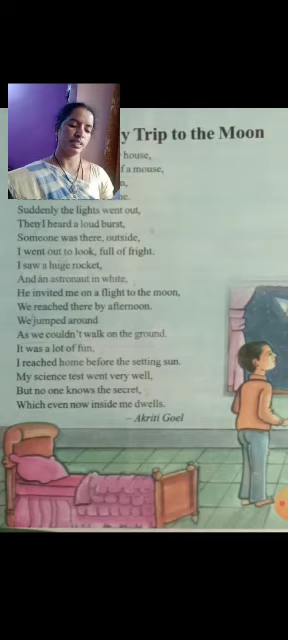 y Trip to the Moon
house,
f a mouse,
Suddenly the lights went out,
Then I heard a loud burst,
Someone was there, outside,
I went out to look, full of fright.
I saw a huge rocket,
And an astronaut in white,
He invited me on a flight to the moon,
We reached there by afternoon.
We jumped around
As we couldn't walk on the ground.
It was a lot of fun,
I reached home before the setting sun.
My science test went very well,
But no one knows the secret,
Which even now inside me dwells.
– Akriti Goel